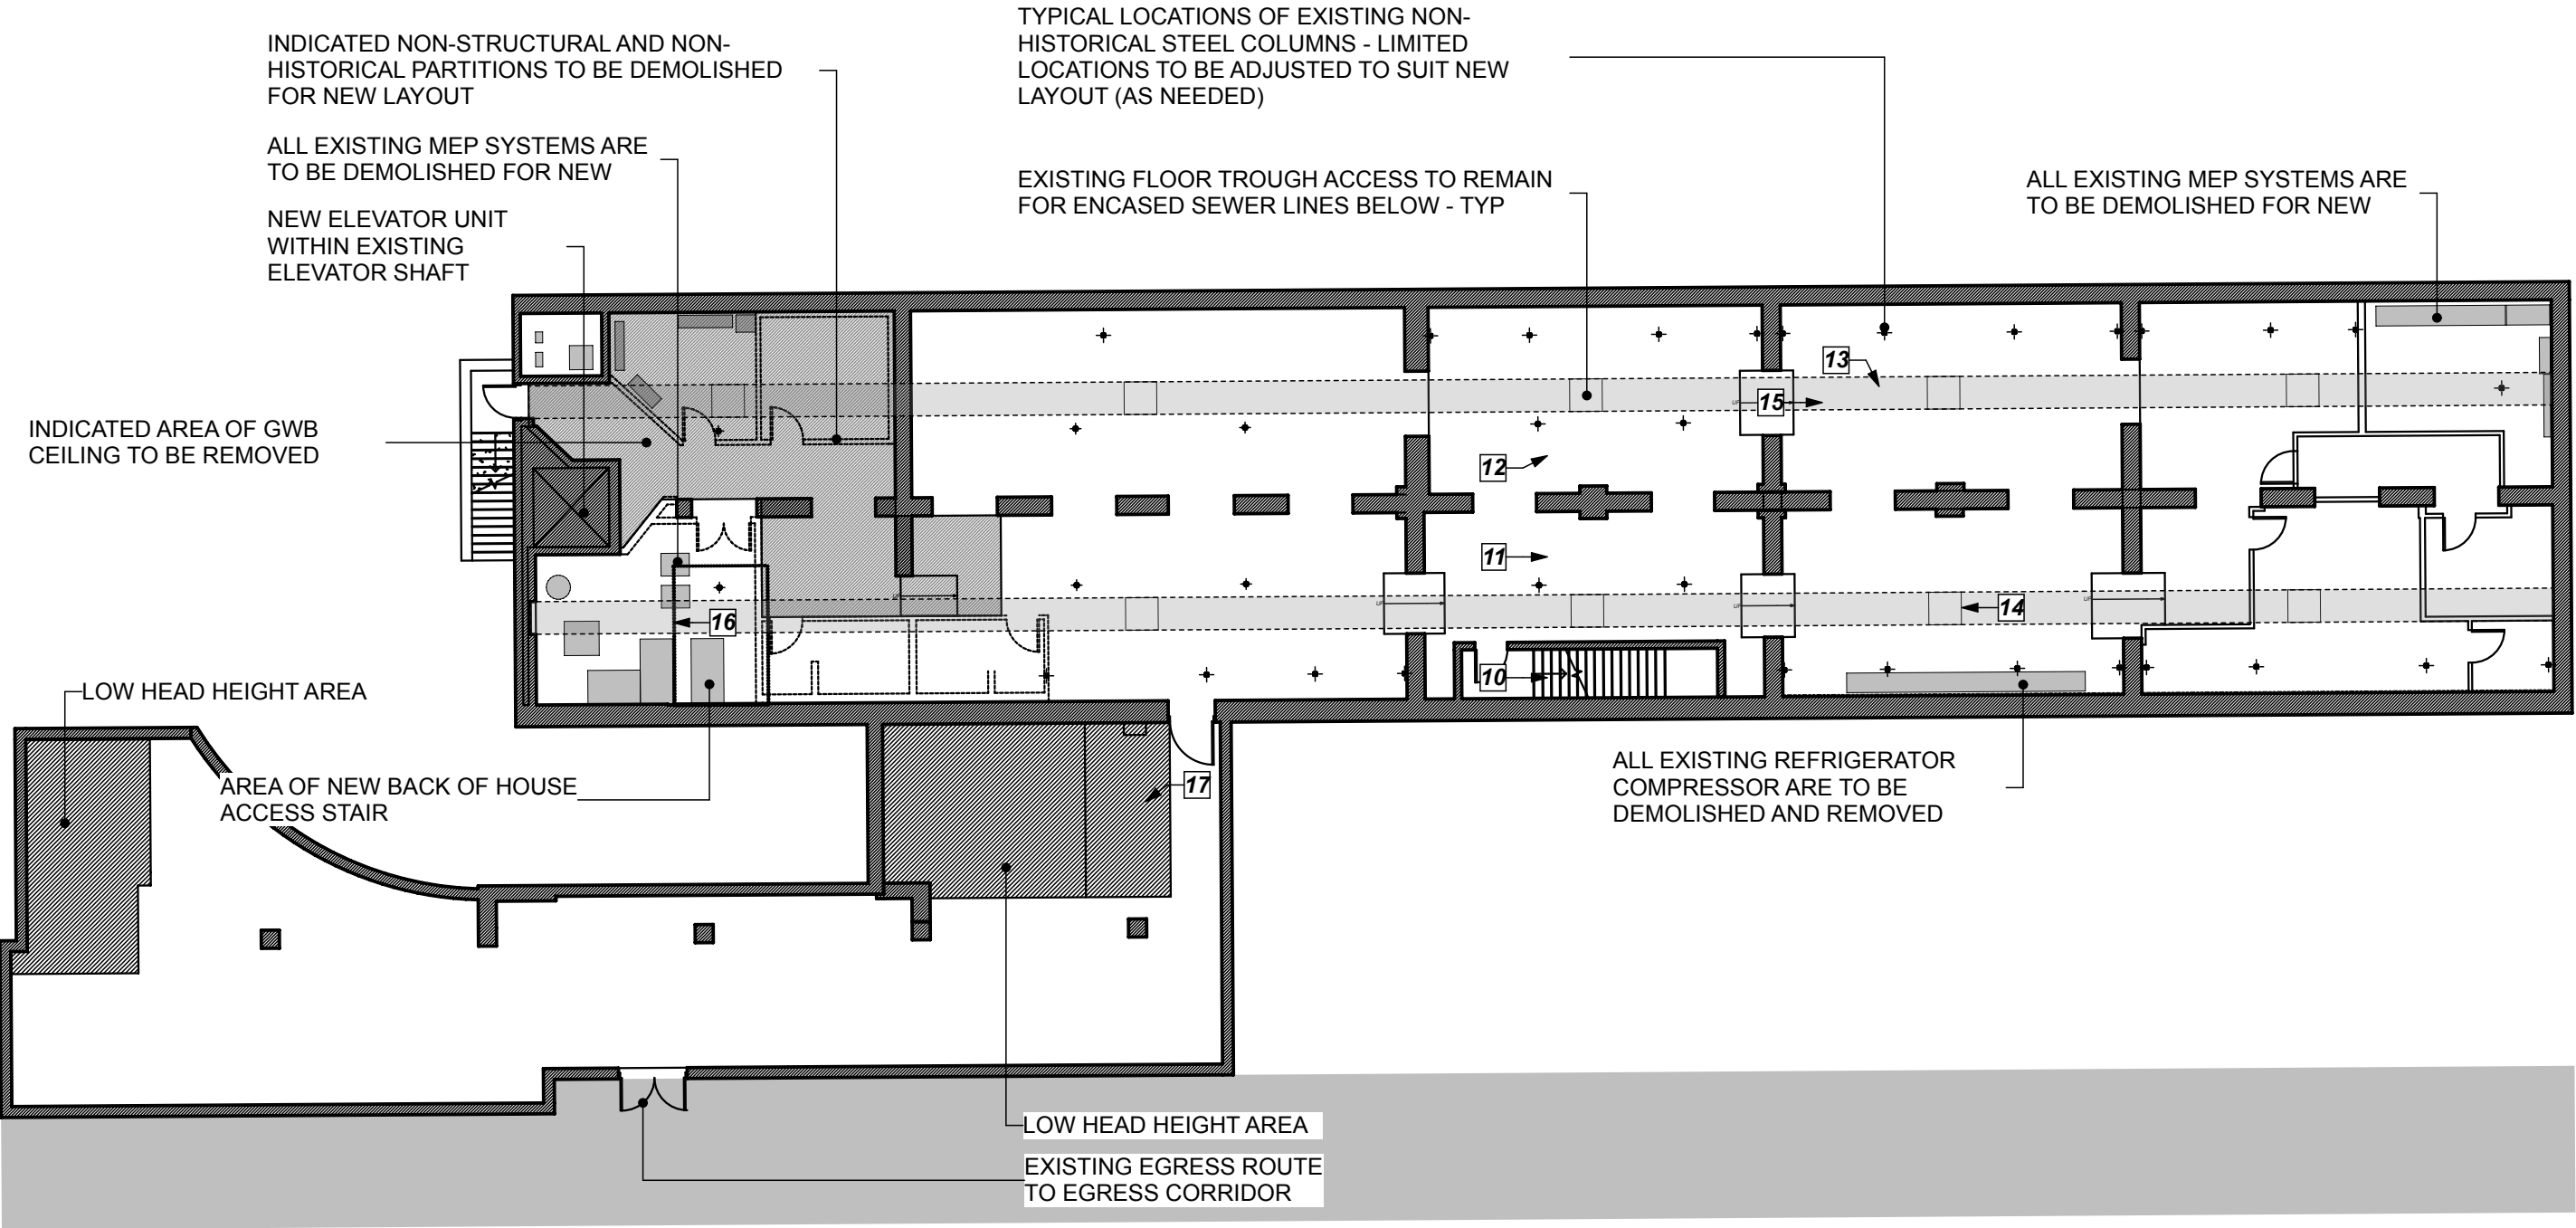 TYPICAL LOCATIONS OF EXISTING NON-
HISTORICAL STEEL COLUMNS - LIMITED
LOCATIONS TO BE ADJUSTED TO SUIT NEW
LAYOUT (AS NEEDED)
INDICATED NON-STRUCTURAL AND NON-
HISTORICAL PARTITIONS TO BE DEMOLISHED
FOR NEW LAYOUT
ALL EXISTING MEP SYSTEMS ARE
TO BE DEMOLISHED FOR NEW
EXISTING FLOOR TROUGH ACCESS TO REMAIN
FOR ENCASED SEWER LINES BELOW - TYP
ALL EXISTING MEP SYSTEMS ARE
TO BE DEMOLISHED FOR NEW
NEW ELEVATOR UNIT
WITHIN EXISTING
ELEVATOR SHAFT
13
UP
15
INDICATED AREA OF GWB
CEILING TO BE REMOVED
12
11
UP
UP
UP
UP
14
16
10
LOW HEAD HEIGHT AREA
AREA OF NEW BACK OF HOUSE
ACCESS STAIR
17
ALL EXISTING REFRIGERATOR
COMPRESSOR ARE TO BE
DEMOLISHED AND REMOVED
LOW HEAD HEIGHT AREA
EXISTING EGRESS ROUTE
TO EGRESS CORRIDOR